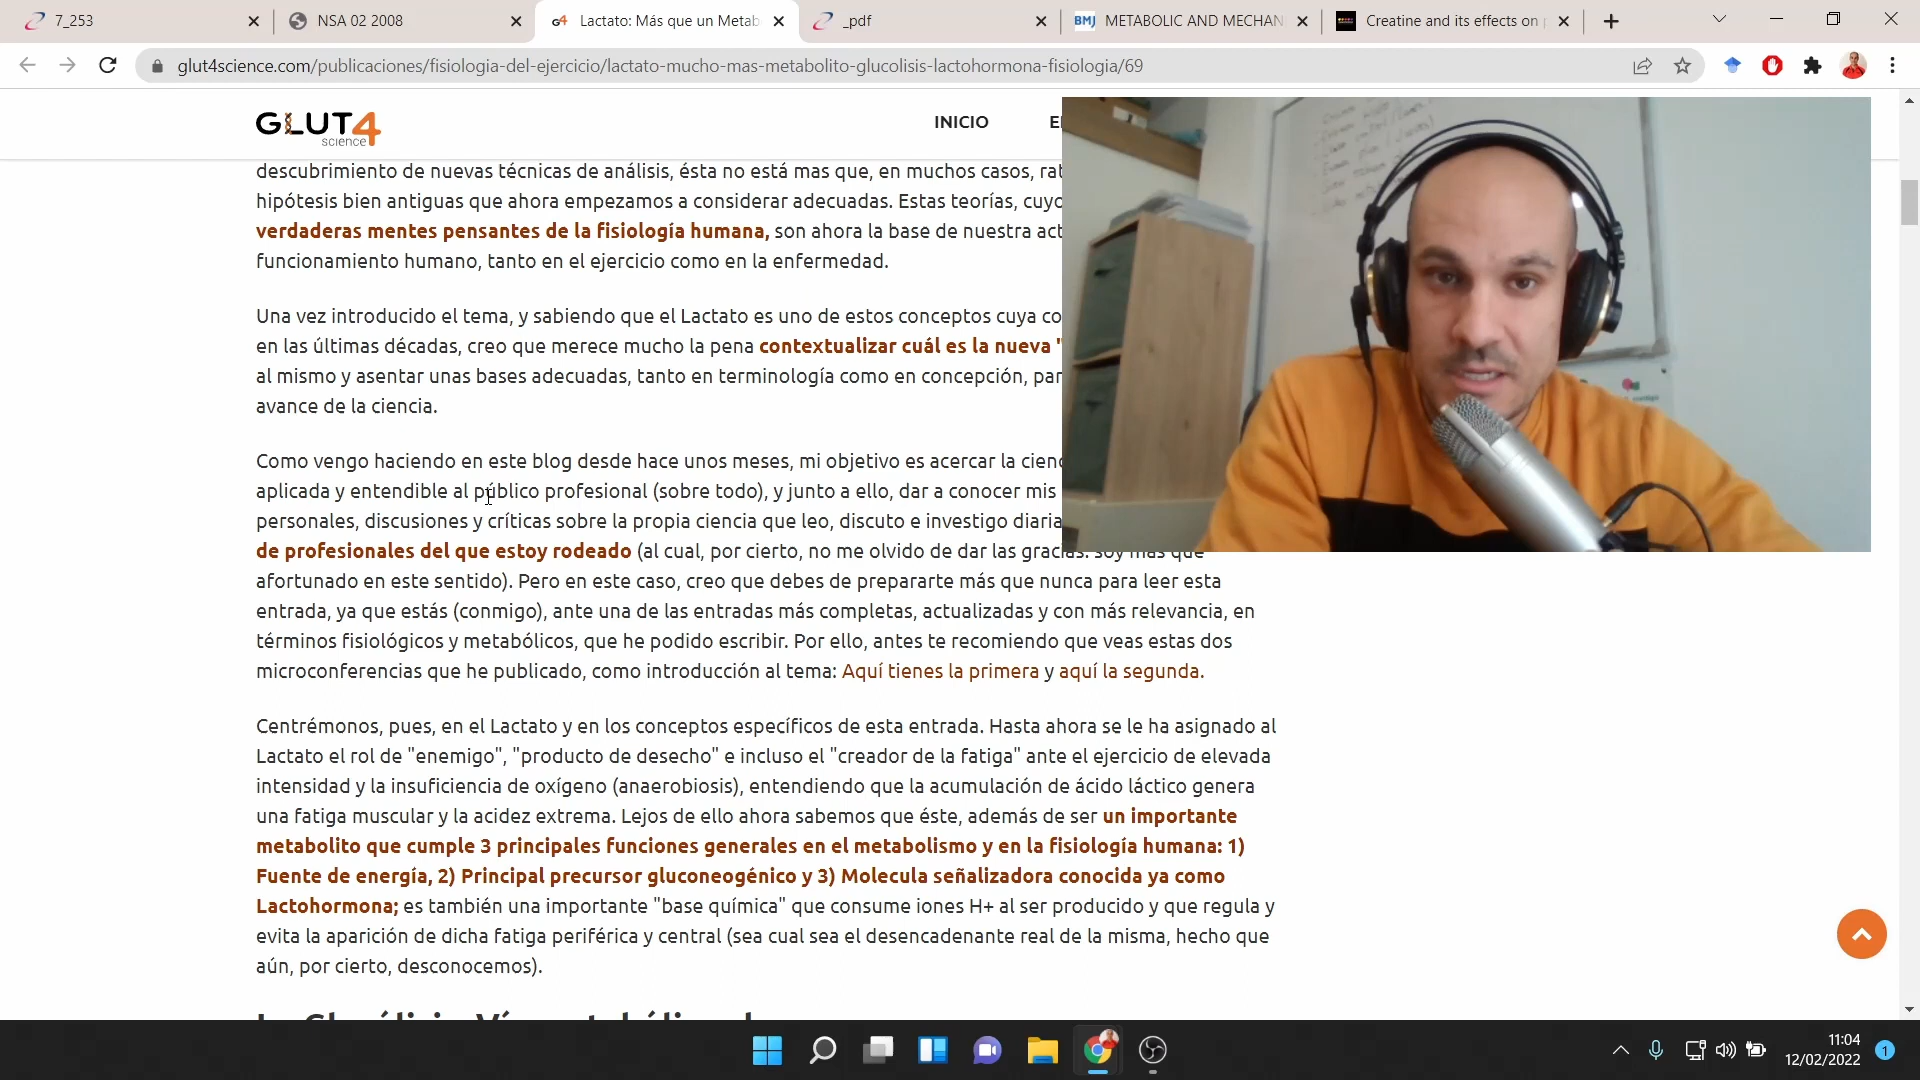 7_253
NSA 02 2008
Lactato: Más que un Metab
_pdf
BMJ METABOLIC AND MECHAN
Creatine and its effects on
glut4science.com/publicaciones/fisiologia-del-ejercicio/lactato-mucho-mas-metabolito-glucolisis-lactohormona-fisiologia/69
GLUT4
science
INICIO
descubrimiento de nuevas técnicas de análisis, ésta no está mas que, en muchos casos, rat
hipótesis bien antiguas que ahora empezamos a considerar adecuadas. Estas teorías, cuyo
verdaderas mentes pensantes de la fisiología humana, son ahora la base de nuestra act
funcionamiento humano, tanto en el ejercicio como en la enfermedad.
Una vez introducido el tema, y sabiendo que el Lactato es uno de estos conceptos cuya co
en las últimas décadas, creo que merece mucho la pena contextualizar cuál es la nueva "
al mismo y asentar unas bases adecuadas, tanto en terminología como en concepción, par
avance de la ciencia.
Como vengo haciendo en este blog desde hace unos meses, mi objetivo es acercar la cienc
aplicada y entendible al público profesional (sobre todo), y junto a ello, dar a conocer mis
personales, discusiones y críticas sobre la propia ciencia que leo, discuto e investigo diaria
de profesionales del que estoy rodeado (al cual, por cierto, no me olvido de dar las gracias: soy más que
afortunado en este sentido). Pero en este caso, creo que debes de prepararte más que nunca para leer esta
entrada, ya que estás (conmigo), ante una de las entradas más completas, actualizadas y con más relevancia, en
términos fisiológicos y metabólicos, que he podido escribir. Por ello, antes te recomiendo que veas estas dos
microconferencias que he publicado, como introducción al tema: Aquí tienes la primera y aquí la segunda.
Centrémonos, pues, en el Lactato y en los conceptos específicos de esta entrada. Hasta ahora se le ha asignado al
Lactato el rol de "enemigo", "producto de desecho" e incluso el "creador de la fatiga" ante el ejercicio de elevada
intensidad y la insuficiencia de oxígeno (anaerobiosis), entendiendo que la acumulación de ácido láctico genera
una fatiga muscular y la acidez extrema. Lejos de ello ahora sabemos que éste, además de ser un importante
metabolito que cumple 3 principales funciones generales en el metabolismo y en la fisiología humana: 1)
Fuente de energía, 2) Principal precursor gluconeogénico y 3) Molecula señalizadora conocida ya como
Lactohormona; es también una importante "base química" que consume iones H+ al ser producido y que regula y
evita la aparición de dicha fatiga periférica y central (sea cual sea el desencadenante real de la misma, hecho que
aún, por cierto, desconocemos).
11:04
12/02/2022
1